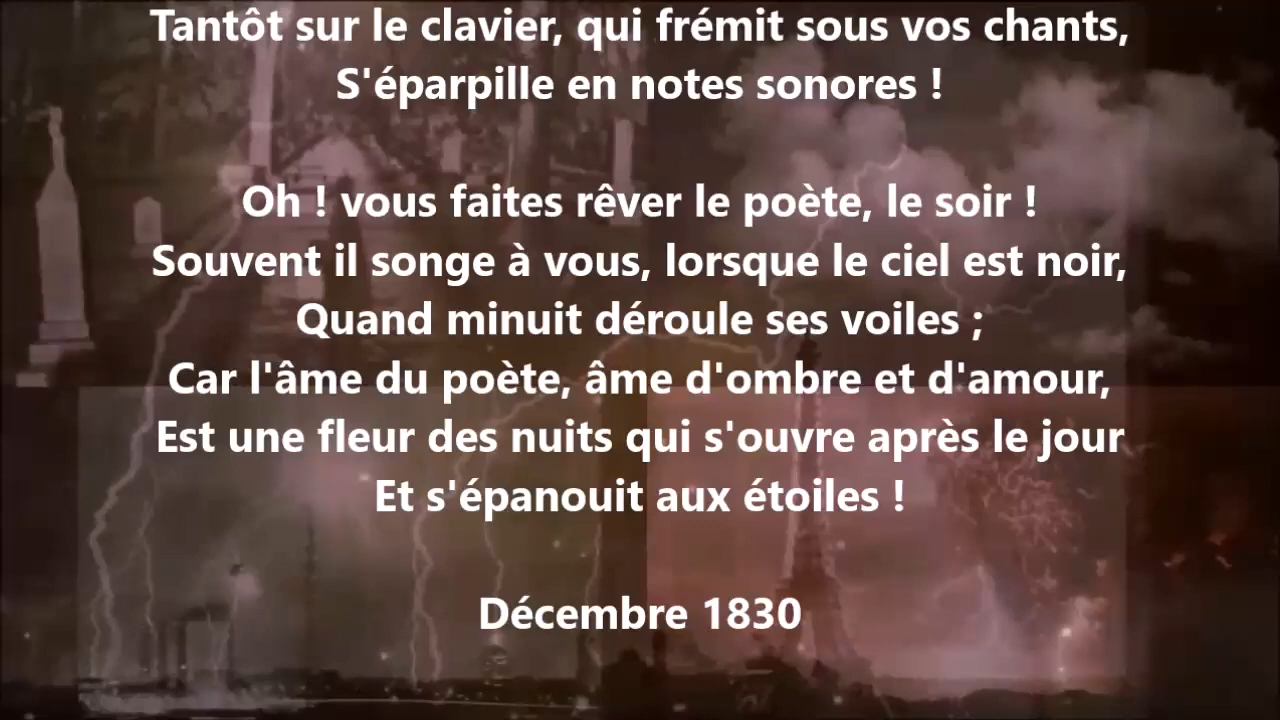 Tantôt sur le clavier, qui frémit sous vos chants,
S'éparpille en notes sonores !
Oh ! vous faites rêver le poète, le soir !
Souvent il songe à vous, lorsque le ciel est noir,
Quand minuit déroule ses voiles ;
Car l'âme du poète, âme d'ombre et d'amour,
Est une fleur des nuits qui s'ouvre après le jour
Et s'épanouit aux étoiles !
Décembre 1830